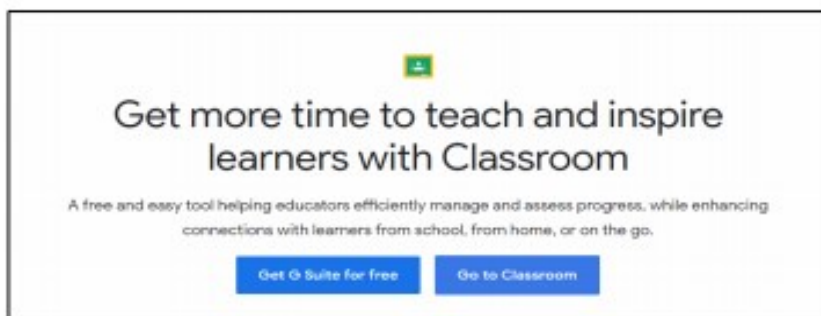 Get more time to teach and inspire
learners with Classroom
A free and easy tool helping educators efficiently manage and assess progress, while enhancing
connections with learners from school, from home, or on the go.
Get G Suite for free
Go to Classroom